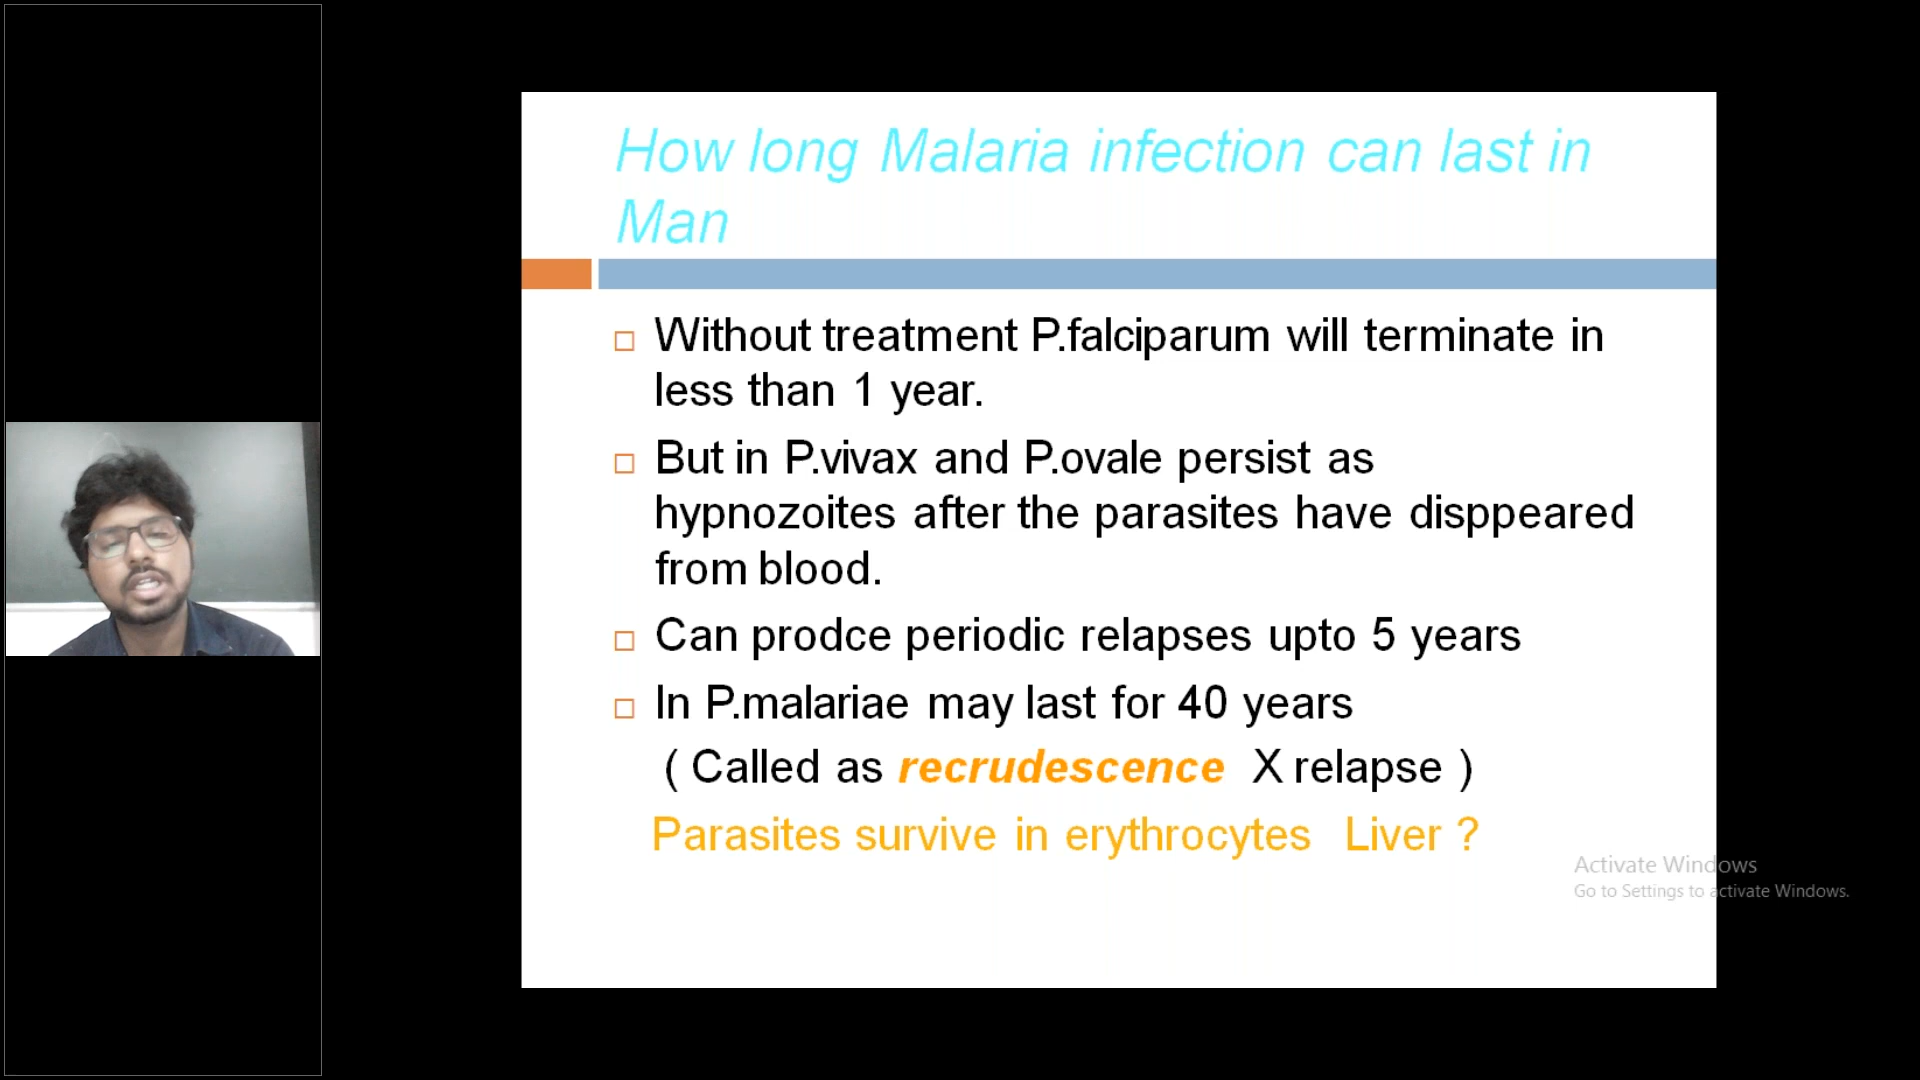 How long Malaria infection can last in
Man
Without treatment P.falciparum will terminate in
less than 1 year.
But in P.vivax and P.ovale persist as
hypnozoites after the parasites have disppeared
from blood.
Can prodce periodic relapses upto 5 years
In P.malariae may last for 40 years
( Called as recrudescence X relapse )
Parasites survive in erythrocytes Liver ?
Activate Windows
Go to Settings to activate Windows.